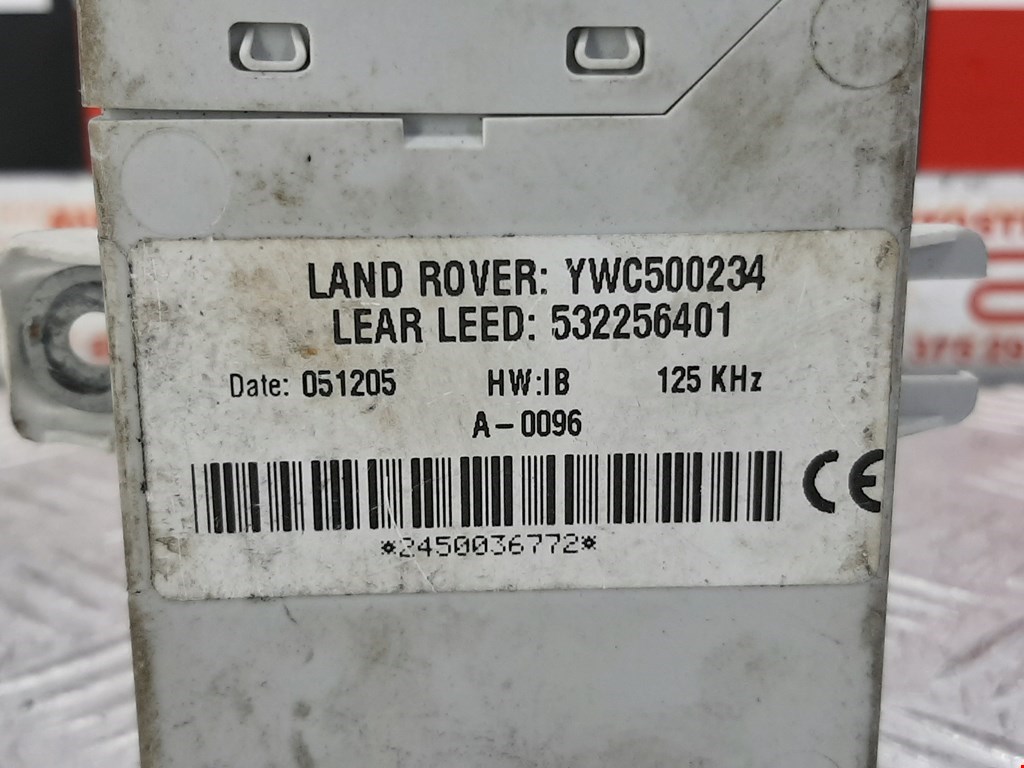 LAND ROVER: YWC500234
LEAR LEED: 532256401
Date: 051205 HW:IB 125 KHz
A-0096
CE
*2450036772*